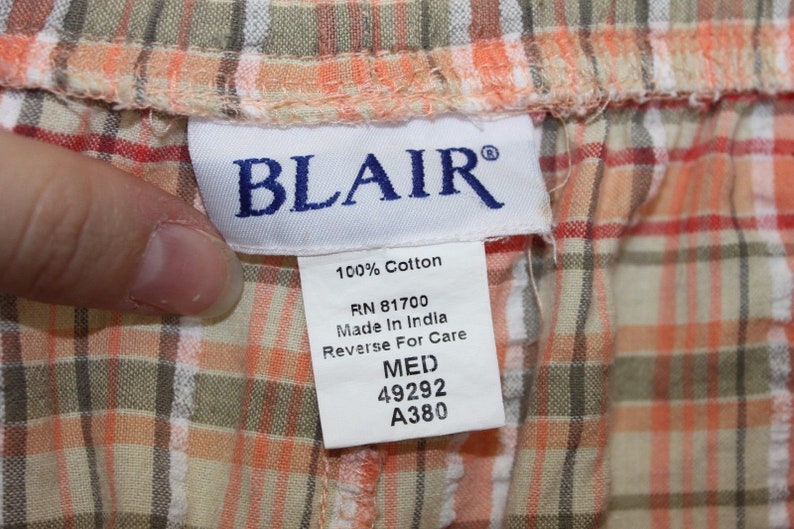 BLAIR®
100% Cotton
RN 81700
Made In India
Reverse For Care
MED
49292
A380